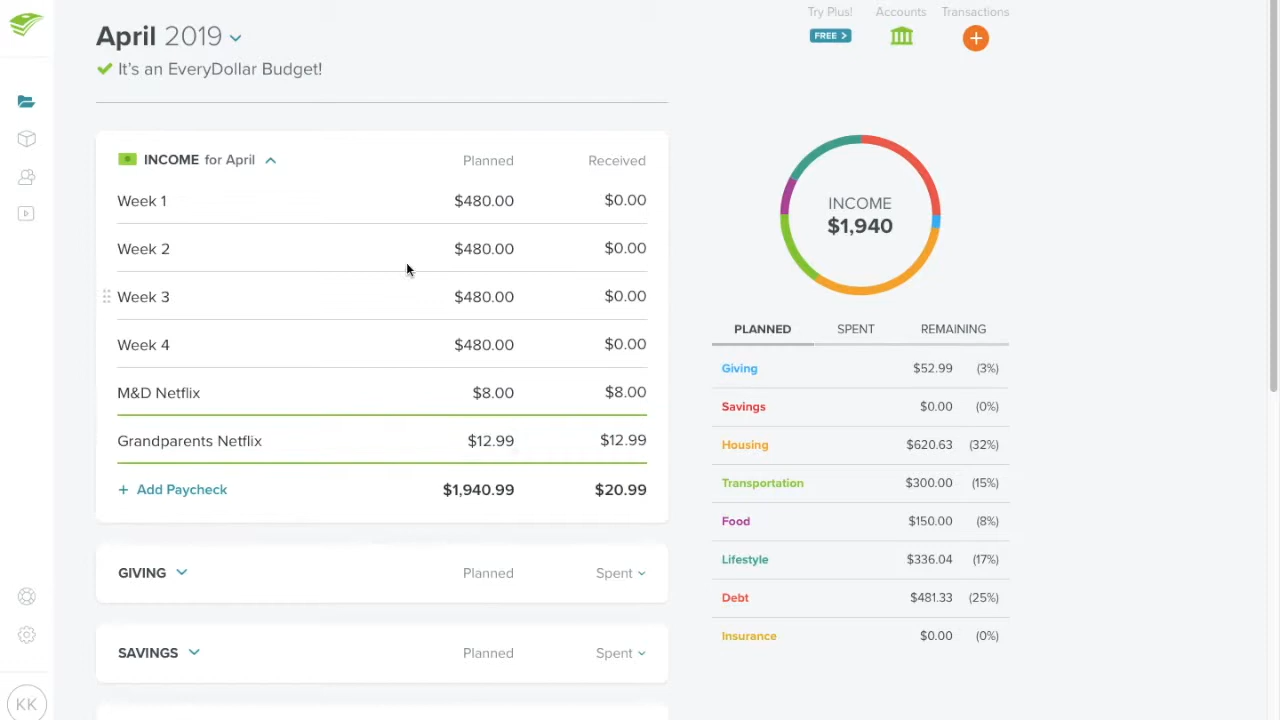 April 2019
It's an EveryDollar Budget!
Try Plus!
FREE >
Accounts
Transactions
INCOME for April Planned Received
Week 1 $480.00 $0.00
Week 2 $480.00 $0.00
Week 3 $480.00 $0.00
Week 4 $480.00 $0.00
M&D Netflix $8.00 $8.00
Grandparents Netflix $12.99 $12.99
+ Add Paycheck $1,940.99 $20.99
GIVING Planned Spent
SAVINGS Planned Spent
INCOME
$1,940
PLANNED SPENT REMAINING
Giving $52.99 (3%)
Savings $0.00 (0%)
Housing $620.63 (32%)
Transportation $300.00 (15%)
Food $150.00 (8%)
Lifestyle $336.04 (17%)
Debt $481.33 (25%)
Insurance $0.00 (0%)
KK